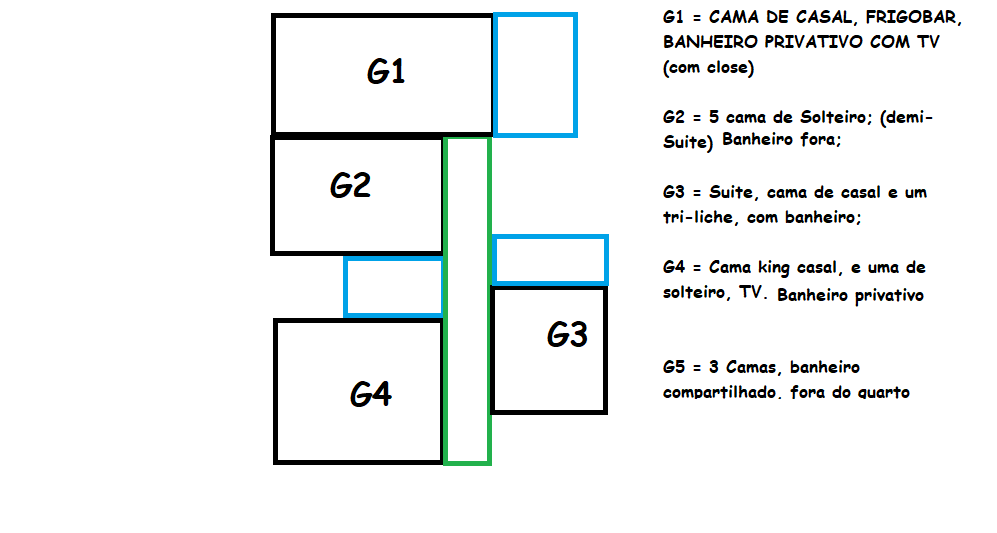 G1
G2
G3
G4
G1 = CAMA DE CASAL, FRIGOBAR,
BANHEIRO PRIVATIVO COM TV
(com close)
G2 = 5 cama de Solteiro; (demi-
Suite) Banheiro fora;
G3 = Suite, cama de casal e um
tri-liche, com banheiro;
G4 = Cama king casal, e uma de
solteiro, TV. Banheiro privativo
G5 = 3 Camas, banheiro
compartilhado, fora do quarto